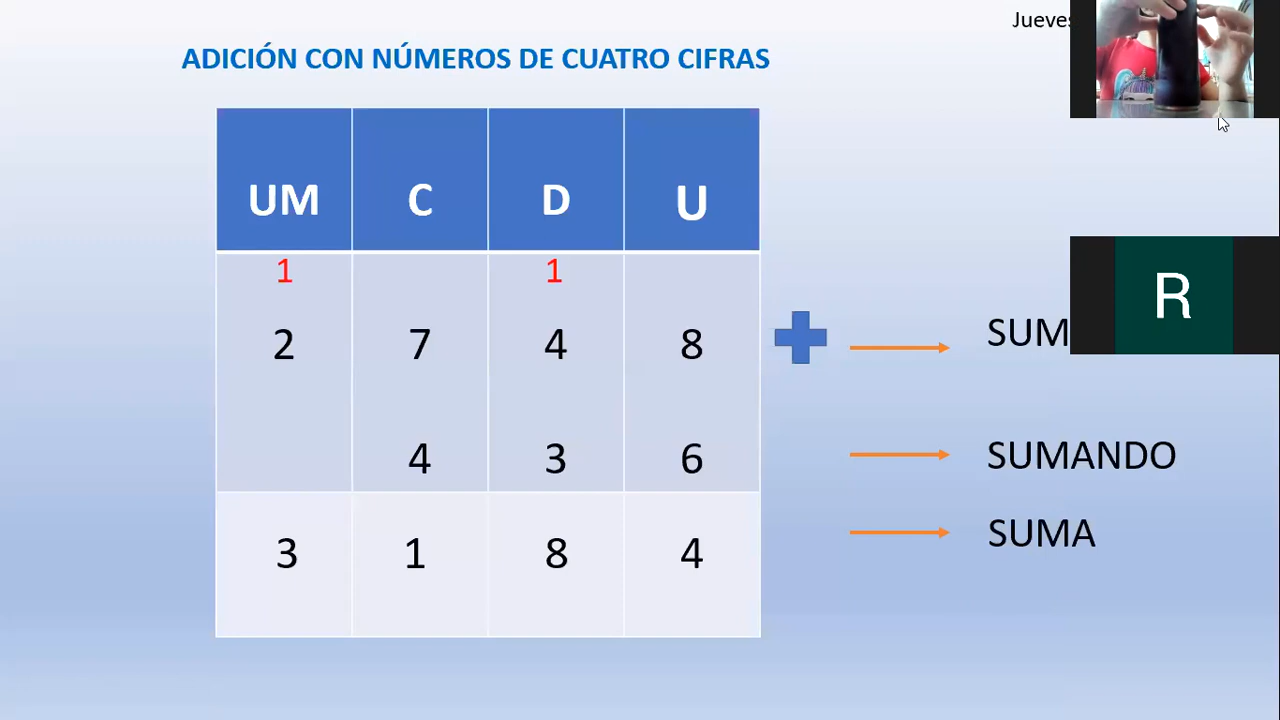 Jueves
ADICIÓN CON NÚMEROS DE CUATRO CIFRAS
UM C D U
1 1
2 7 4 8 SUM
R
4 3 6 SUMANDO
3 1 8 4 SUMA